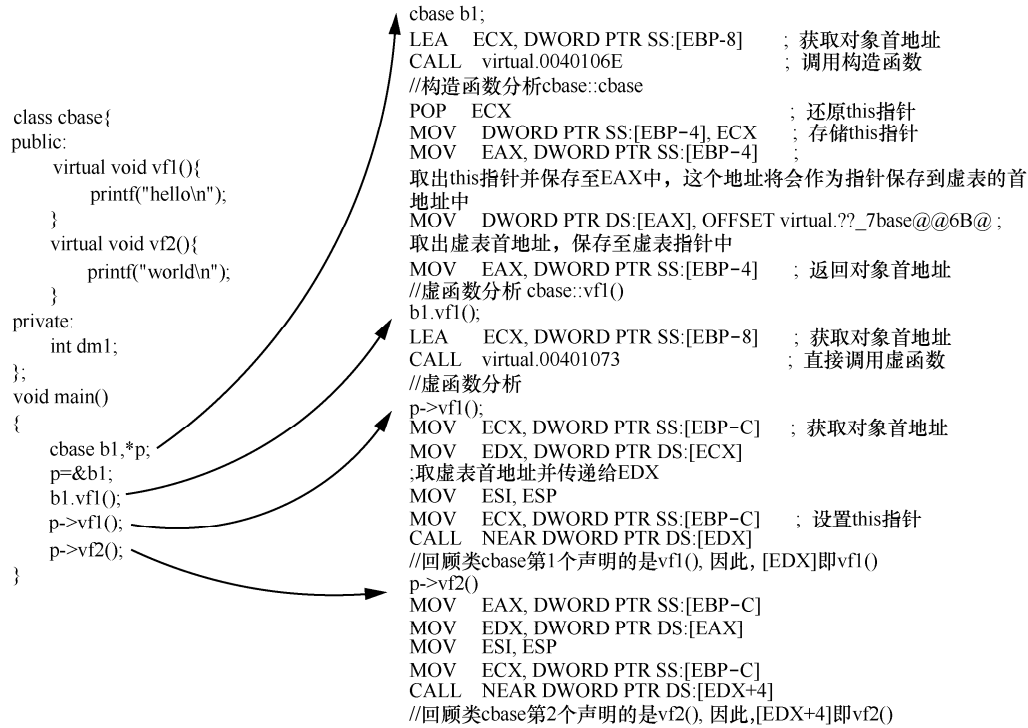 class cbase{
public:
virtual void vf1(){
printf("hello\n");
}
virtual void vf2(){
printf("world\n");
}
private:
int dm1;
};
void main()
{
cbase b1,*p;
p=&b1;
b1.vf1();
p->vf1();
p->vf2();
}
cbase b1;
LEA ECX, DWORD PTR SS:[EBP-8] ; 获取对象首地址
CALL virtual.0040106E ; 调用构造函数
//构造函数分析cbase::cbase
POP ECX ; 还原this指针
MOV DWORD PTR SS:[EBP-4], ECX ; 存储this指针
MOV EAX, DWORD PTR SS:[EBP-4] ;
取出this指针并保存至EAX中，这个地址将会作为指针保存到虚表的首
地址中
MOV DWORD PTR DS:[EAX], OFFSET virtual.??_7base@@6B@ ;
取出虚表首地址，保存至虚表指针中
MOV EAX, DWORD PTR SS:[EBP-4] ; 返回对象首地址
//虚函数分析 cbase::vf1()
b1.vf1();
LEA ECX, DWORD PTR SS:[EBP-8] ; 获取对象首地址
CALL virtual.00401073 ; 直接调用虚函数
//虚函数分析
p->vf1();
MOV ECX, DWORD PTR SS:[EBP-C] ; 获取对象首地址
MOV EDX, DWORD PTR DS:[ECX]
;取虚表首地址并传递给EDX
MOV ESI, ESP
MOV ECX, DWORD PTR SS:[EBP-C] ; 设置this指针
CALL NEAR DWORD PTR DS:[EDX]
//回顾类cbase第1个声明的是vf1(), 因此, [EDX]即vf1()
p->vf2()
MOV EAX, DWORD PTR SS:[EBP-C]
MOV EDX, DWORD PTR DS:[EAX]
MOV ESI, ESP
MOV ECX, DWORD PTR SS:[EBP-C]
CALL NEAR DWORD PTR DS:[EDX+4]
//回顾类cbase第2个声明的是vf2(), 因此,[EDX+4]即vf2()